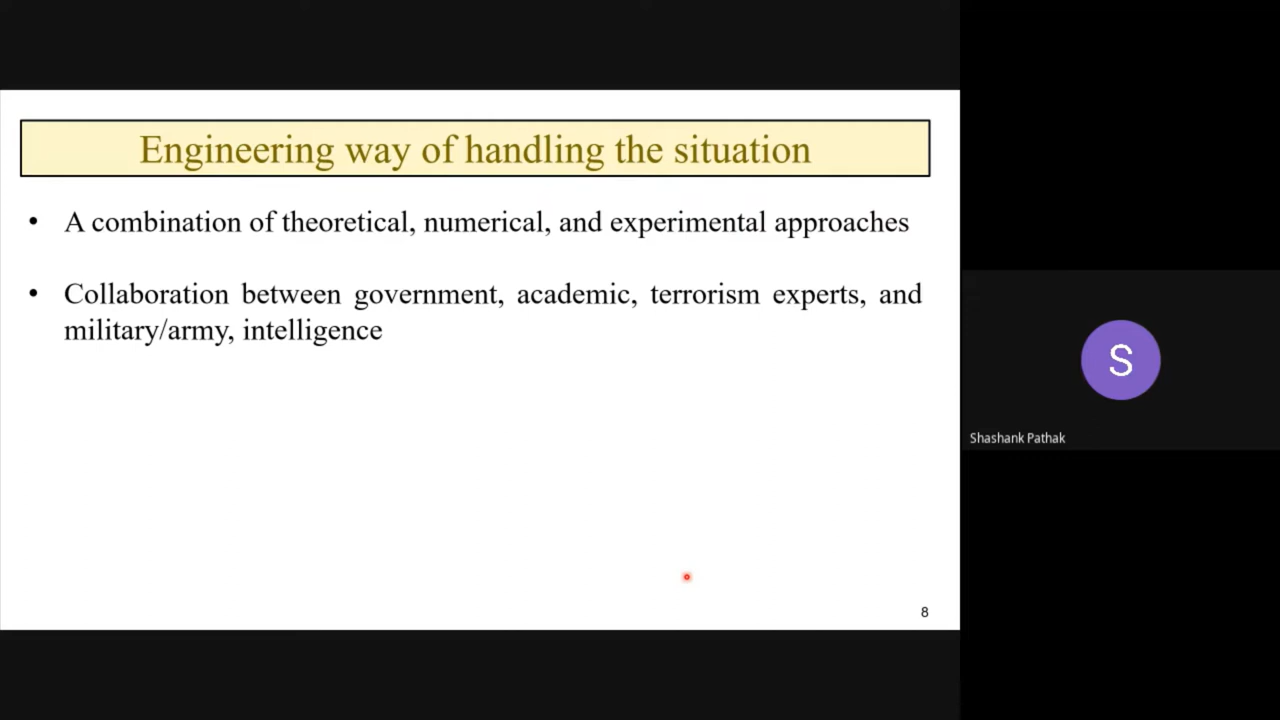 Engineering way of handling the situation
• A combination of theoretical, numerical, and experimental approaches
• Collaboration between government, academic, terrorism experts, and
military/army, intelligence
8
S
Shashank Pathak